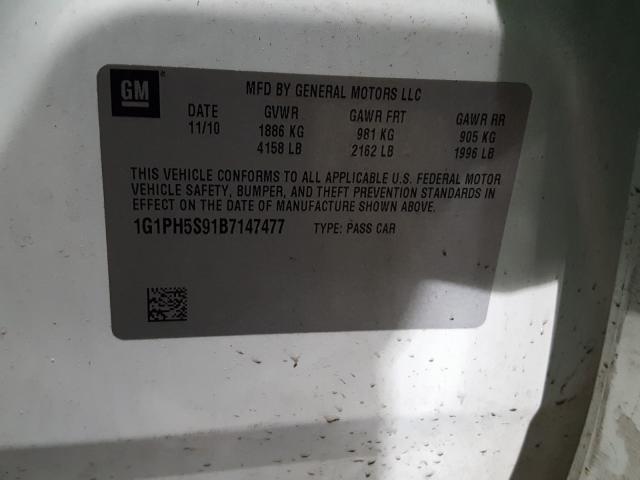 GM
MFD BY GENERAL MOTORS LLC
DATE GVWR GAWR FRT GAWR RR
11/10 1886 KG 981 KG 905 KG
4158 LB 2162 LB 1996 LB
THIS VEHICLE CONFORMS TO ALL APPLICABLE U.S. FEDERAL MOTOR
VEHICLE SAFETY, BUMPER, AND THEFT PREVENTION STANDARDS IN
EFFECT ON THE DATE OF MANUFACTURE SHOWN ABOVE.
1G1PH5S91B7147477 TYPE: PASS CAR